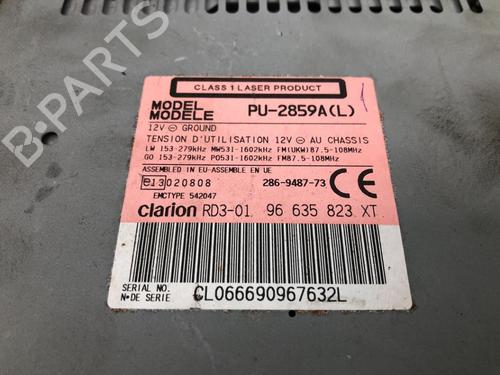 CLASS 1 LASER PRODUCT
MODEL
MODELE
PU-2859A(L)
12V ⊖ GROUND
TENSION D'UTILISATION 12V ⊖ AU CHASSIS
LW 153-279kHz MW531-1602kHz FM(UKW)87.5-108MHz
GO 153-279kHz PO531-1602kHz FM87.5-108MHz
ASSEMBLED IN EU-ASSEMBLE EN UE
e13 020808 286-9487-73 CE
EMCTYPE 542047
clarion RD3-01 96 635 823 XT
SERIAL NO.
No DE SERIE
CL066690967632L
B-PARTS